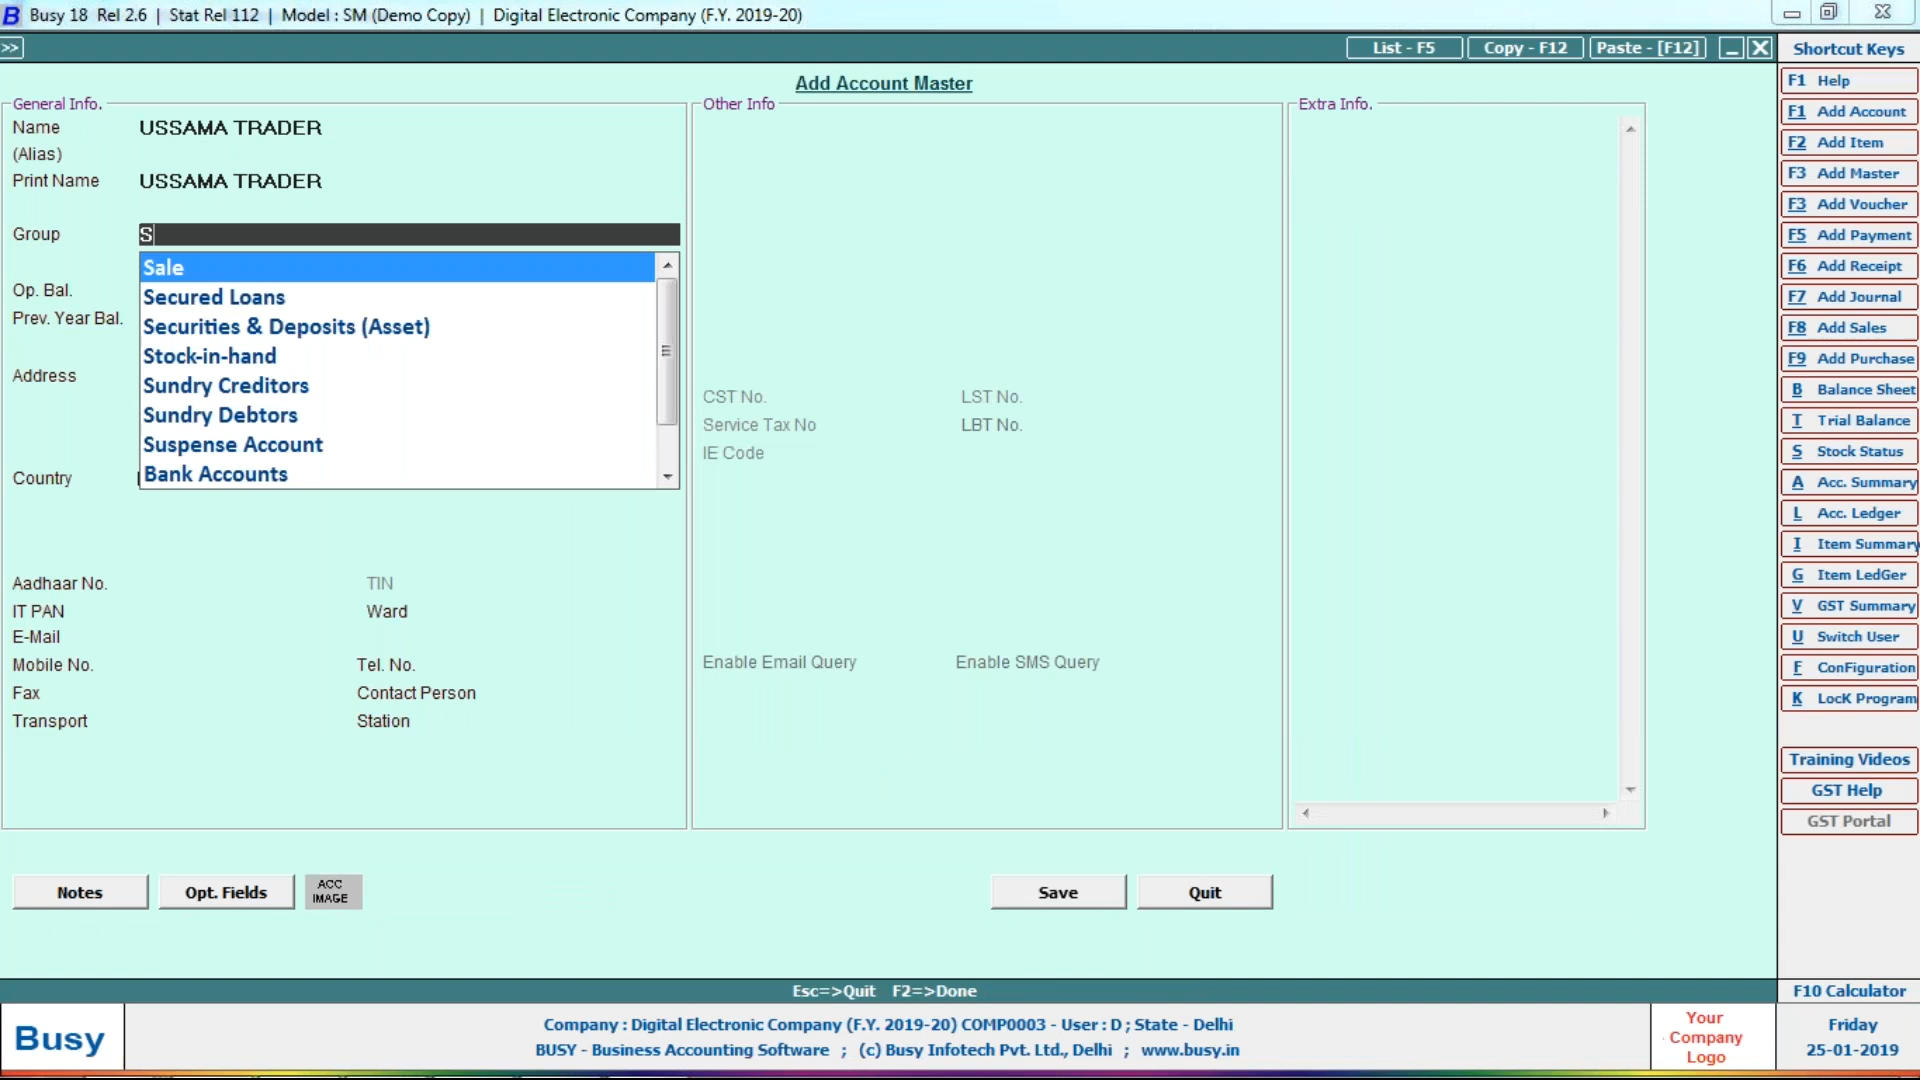 B Busy 18 Rel 2.6 | Stat Rel 112 | Model : SM (Demo Copy) | Digital Electronic Company (F.Y. 2019-20)
>> List - F5 Copy - F12 Paste - [F12] Shortcut Keys
Add Account Master
General Info. Other Info Extra Info.
Name USSAMA TRADER
(Alias)
Print Name USSAMA TRADER
Group S
Sale
Secured Loans
Securities & Deposits (Asset)
Stock-in-hand
Sundry Creditors
Sundry Debtors
Suspense Account
Bank Accounts
Op. Bal.
Prev. Year Bal.
Address
Country
Aadhaar No. TIN
IT PAN Ward
E-Mail
Mobile No. Tel. No.
Fax Contact Person
Transport Station
CST No. LST No.
Service Tax No LBT No.
IE Code
Enable Email Query Enable SMS Query
Notes Opt. Fields ACC IMAGE Save Quit
F1 Help
F1 Add Account
F2 Add Item
F3 Add Master
F3 Add Voucher
F5 Add Payment
F6 Add Receipt
F7 Add Journal
F8 Add Sales
F9 Add Purchase
B Balance Sheet
T Trial Balance
S Stock Status
A Acc. Summary
L Acc. Ledger
I Item Summary
G Item LedGer
V GST Summary
U Switch User
F ConFiguration
K LocK Program
Training Videos
GST Help
GST Portal
Esc=>Quit F2=>Done F10 Calculator
Busy
Company : Digital Electronic Company (F.Y. 2019-20) COMP0003 - User : D ; State - Delhi
BUSY - Business Accounting Software ; (c) Busy Infotech Pvt. Ltd., Delhi ; www.busy.in
Your
Company
Logo
Friday
25-01-2019